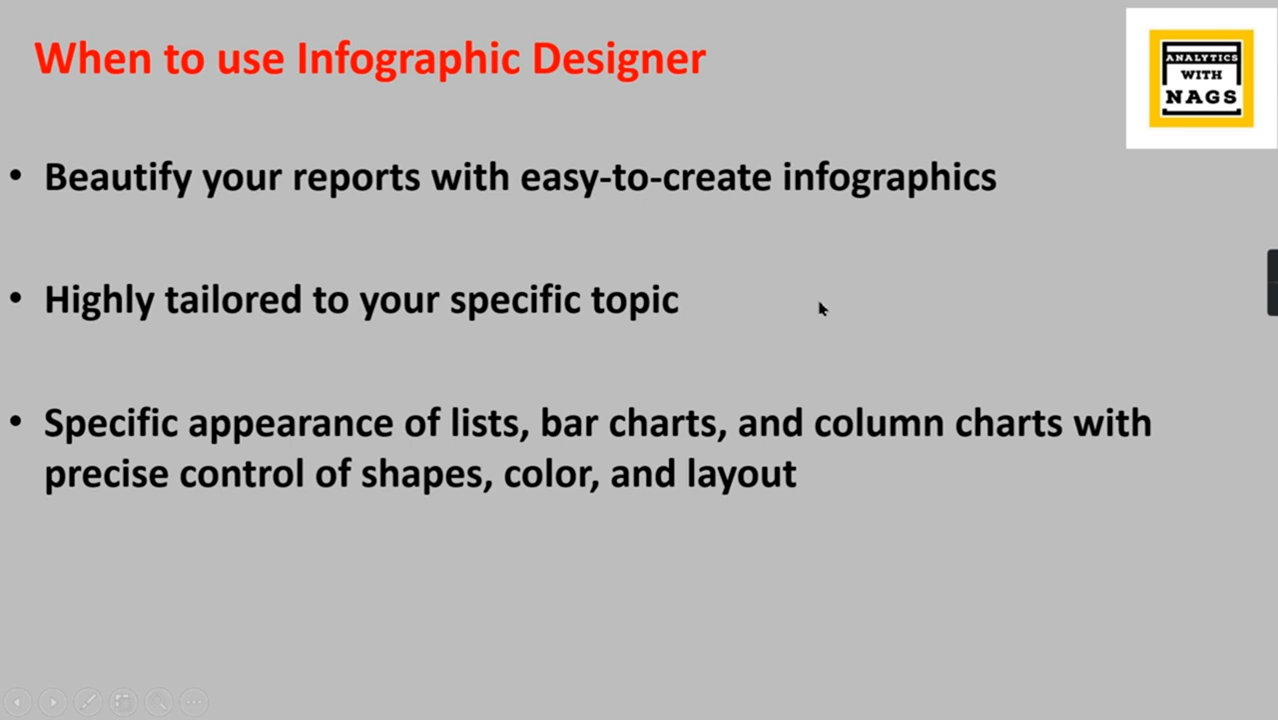 When to use Infographic Designer
ANALYTICS
WITH
NAGS
• Beautify your reports with easy-to-create infographics
• Highly tailored to your specific topic
• Specific appearance of lists, bar charts, and column charts with
precise control of shapes, color, and layout